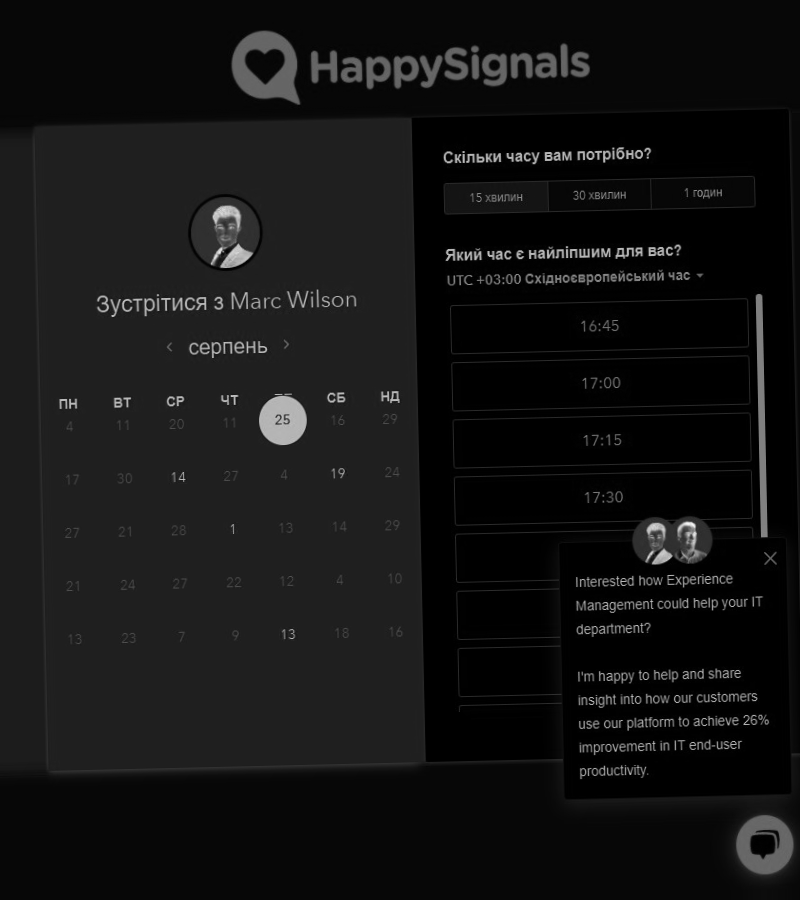 HappySignals
Зустрітися з Marc Wilson
серпень
ПН ВТ СР ЧТ СБ НД
4 11 20 11 25 16 29
17 30 14 27 4 19 24
27 21 28 1 13 14 29
21 24 27 22 12 4 10
13 23 7 9 13 18 16
Скільки часу вам потрібно?
15 хвилин 30 хвилин 1 годин
Який час є найліпшим для вас?
UTC +03:00 Східноєвропейський час
16:45
17:00
17:15
17:30
Interested how Experience
Management could help your IT
department?
I'm happy to help and share
insight into how our customers
use our platform to achieve 26%
improvement in IT end-user
productivity.